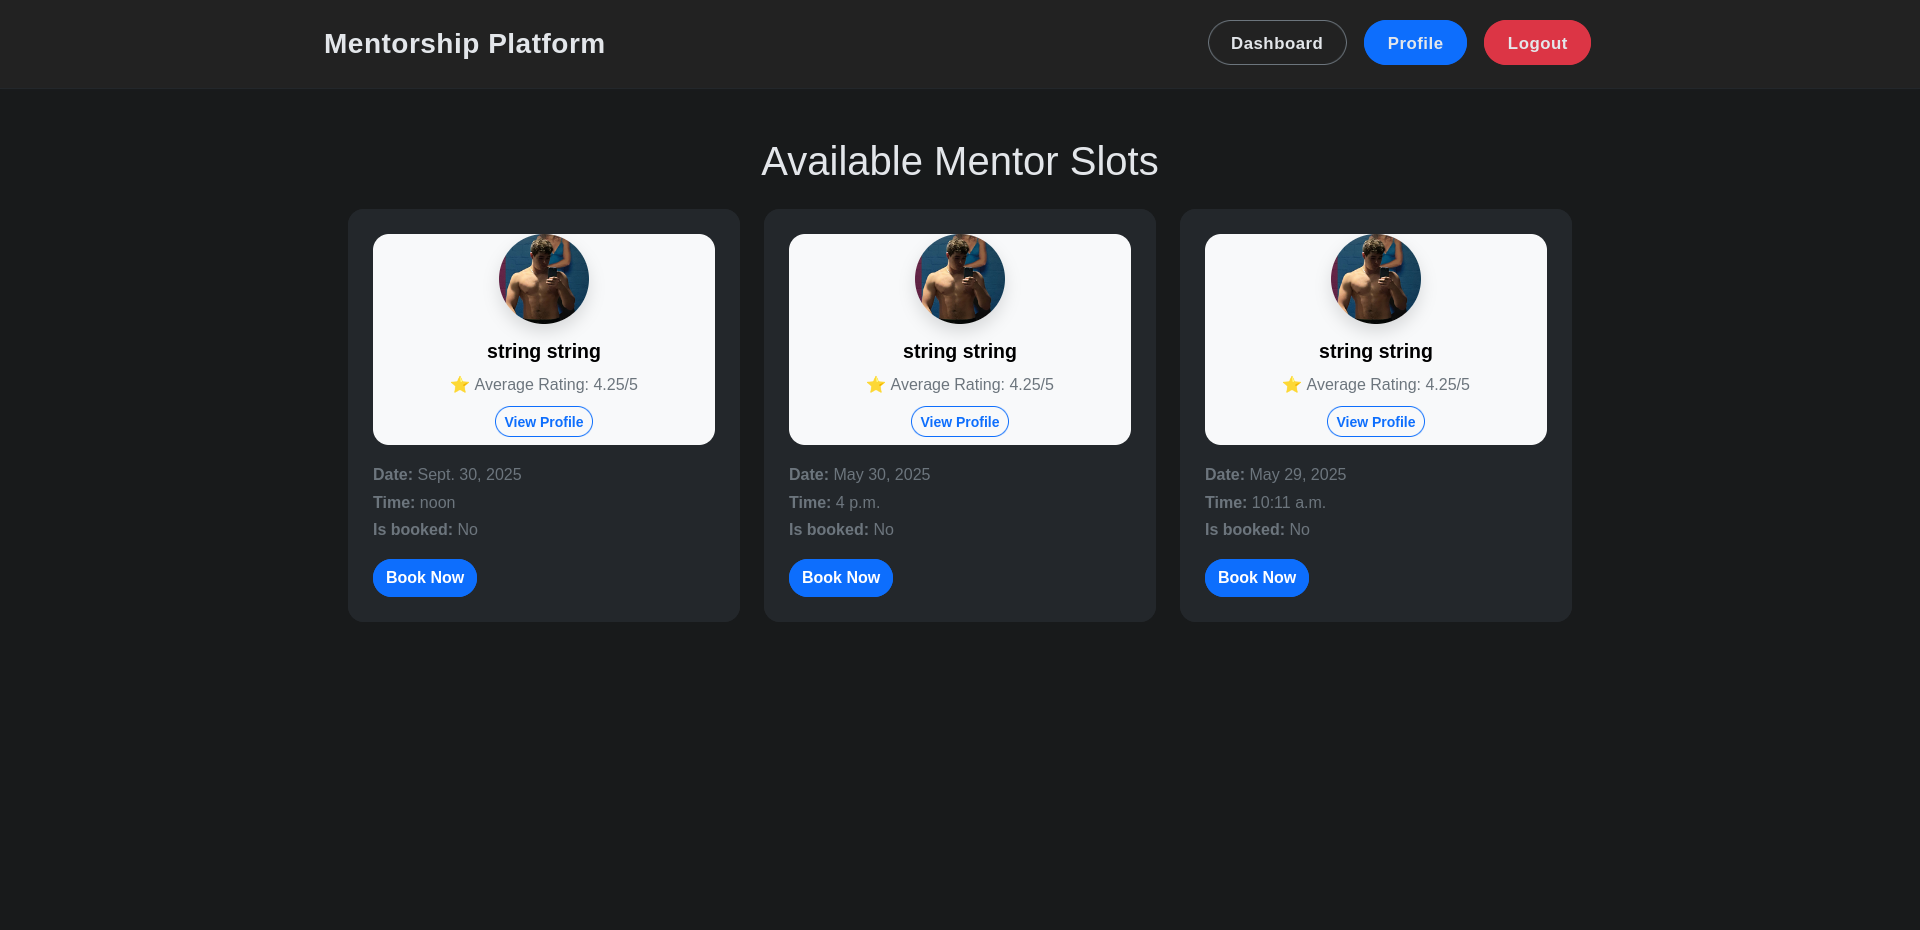 Mentorship Platform
Dashboard
Profile
Logout
Available Mentor Slots
string string
⭐ Average Rating: 4.25/5
View Profile
Date: Sept. 30, 2025
Time: noon
Is booked: No
Book Now
string string
⭐ Average Rating: 4.25/5
View Profile
Date: May 30, 2025
Time: 4 p.m.
Is booked: No
Book Now
string string
⭐ Average Rating: 4.25/5
View Profile
Date: May 29, 2025
Time: 10:11 a.m.
Is booked: No
Book Now